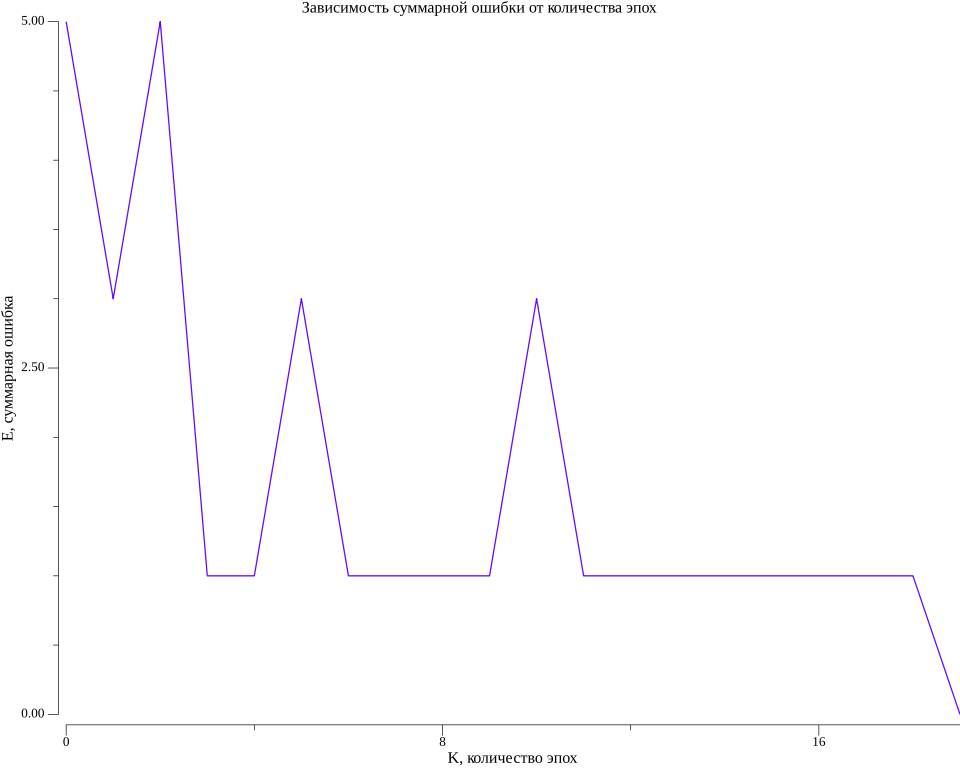 Зависимость суммарной ошибки от количества эпох
5.00
2.50
0.00
E, суммарная ошибка
0
8
16
K, количество эпох